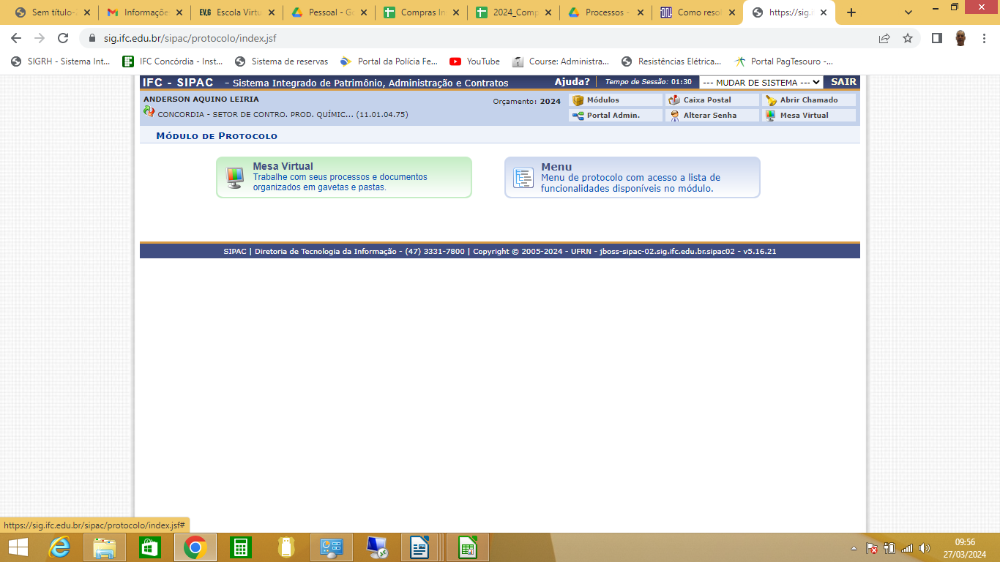 Sem título-
Informaçõe
EV.G Escola Virtu
Pessoal - Go
Compras In
2024_Comp
Processos -
Como resol
https://sig.i
sig.ifc.edu.br/sipac/protocolo/index.jsf
SIGRH - Sistema Int...
IFC Concórdia - Inst...
Sistema de reservas
Portal da Polícia Fe...
YouTube
Course: Administra...
Resistências Elétrica...
Portal PagTesouro -...
IFC - SIPAC - Sistema Integrado de Patrimônio, Administração e Contratos
Ajuda?
Tempo de Sessão: 01:30
--- MUDAR DE SISTEMA ---
SAIR
ANDERSON AQUINO LEIRIA
CONCORDIA - SETOR DE CONTRO. PROD. QUÍMIC... (11.01.04.75)
Orçamento: 2024
Módulos
Caixa Postal
Abrir Chamado
Portal Admin.
Alterar Senha
Mesa Virtual
Módulo de Protocolo
Mesa Virtual
Trabalhe com seus processos e documentos
organizados em gavetas e pastas.
Menu
Menu de protocolo com acesso a lista de
funcionalidades disponíveis no módulo.
SIPAC | Diretoria de Tecnologia da Informação - (47) 3331-7800 | Copyright © 2005-2024 - UFRN - jboss-sipac-02.sig.ifc.edu.br.sipac02 - v5.16.21
https://sig.ifc.edu.br/sipac/protocolo/index.jsf#
09:56
27/03/2024